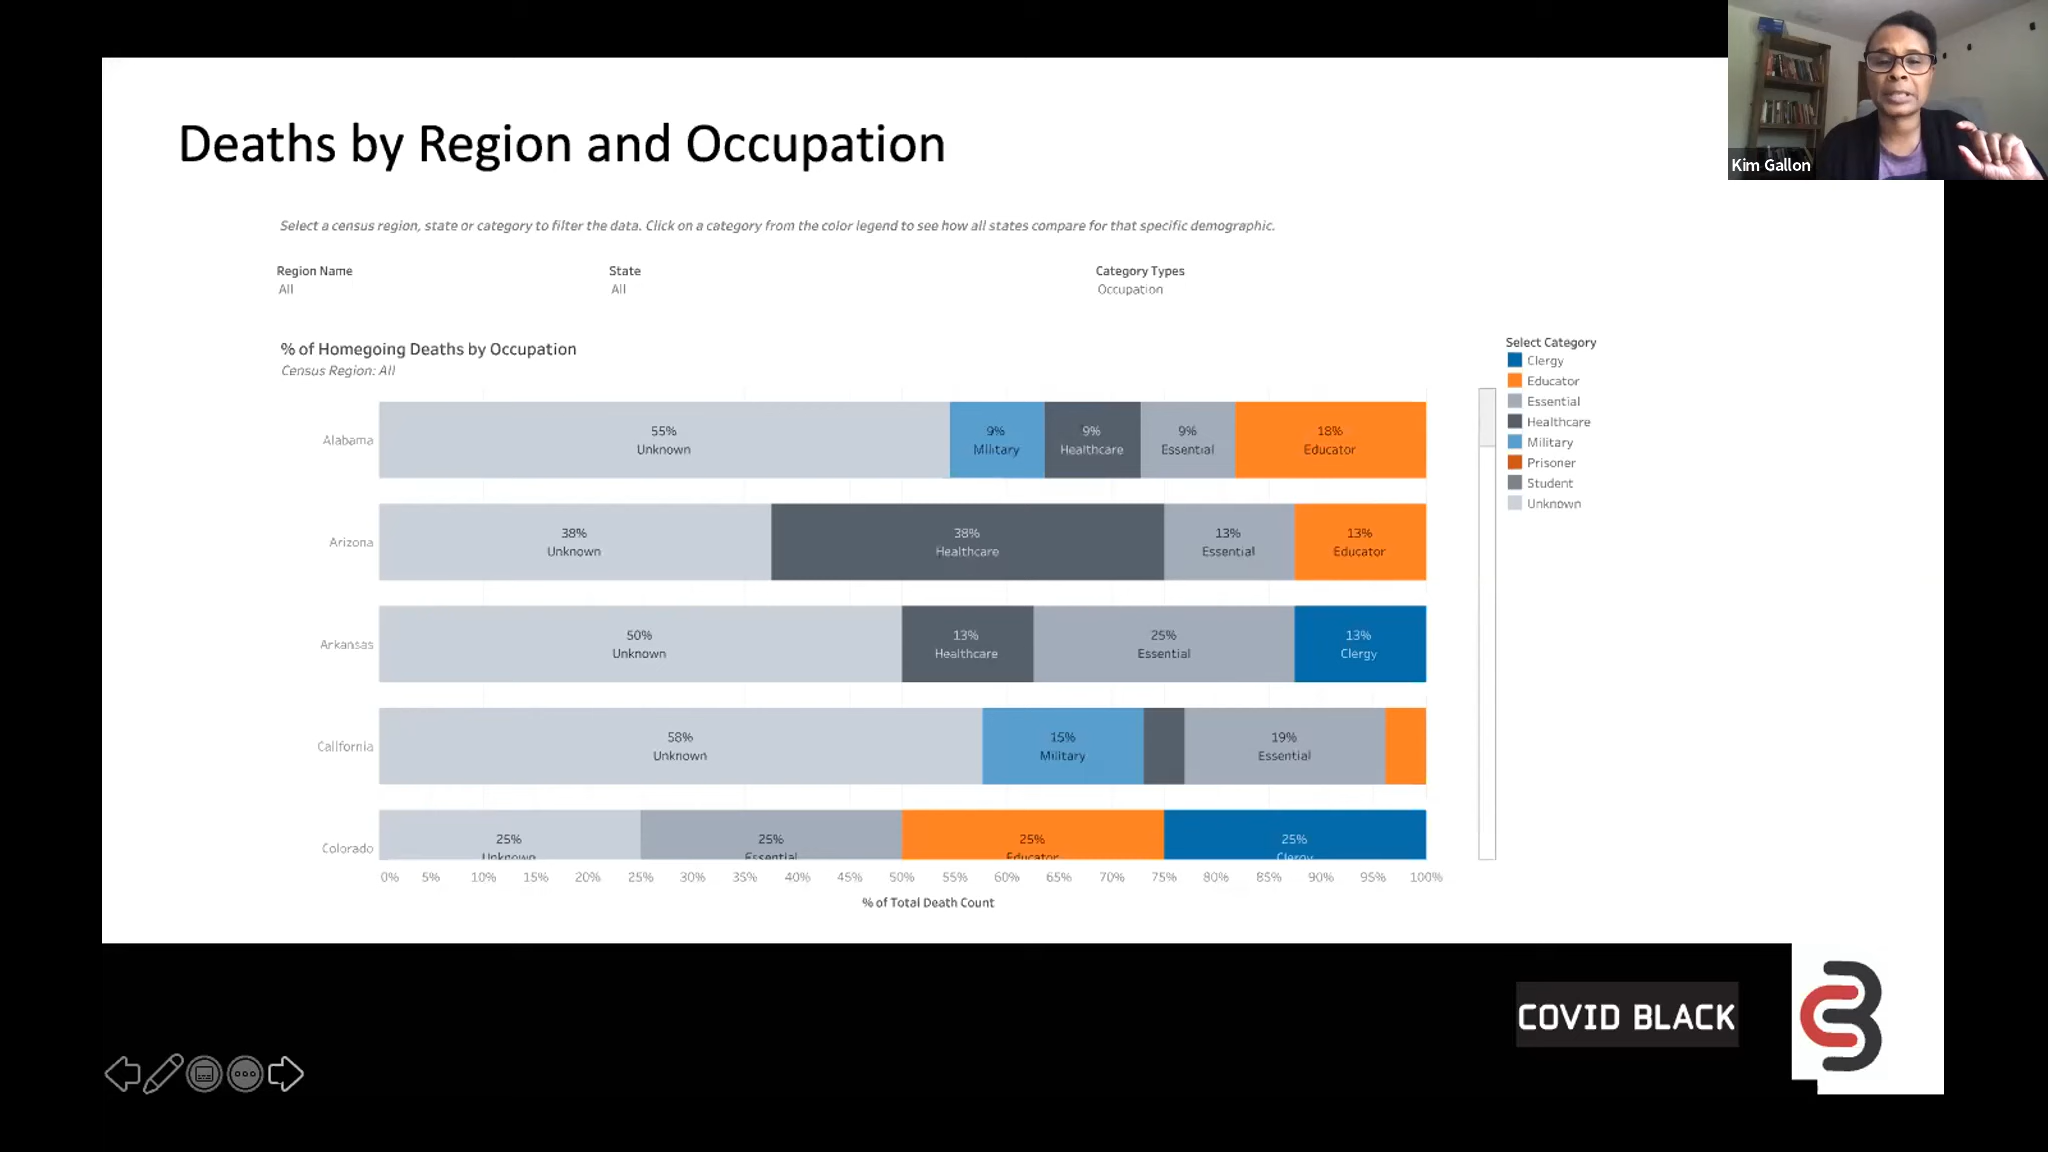 Deaths by Region and Occupation
Kim Gallon
Select a census region, state or category to filter the data. Click on a category from the color legend to see how all states compare for that specific demographic.
Region Name
State
Category Types
All
All
Occupation
% of Homegoing Deaths by Occupation
Census Region: All
Select Category
Clergy
Educator
Essential
Healthcare
Military
Prisoner
Student
Unknown
Alabama
55%
Unknown
9%
Military
9%
Healthcare
9%
Essential
18%
Educator
Arizona
38%
Unknown
38%
Healthcare
13%
Essential
13%
Educator
Arkansas
50%
Unknown
13%
Healthcare
25%
Essential
13%
Clergy
California
58%
Unknown
15%
Military
19%
Essential
Colorado
25%
Unknown
25%
Essential
25%
Educator
25%
Clergy
0% 5% 10% 15% 20% 25% 30% 35% 40% 45% 50% 55% 60% 65% 70% 75% 80% 85% 90% 95% 100%
% of Total Death Count
COVID BLACK